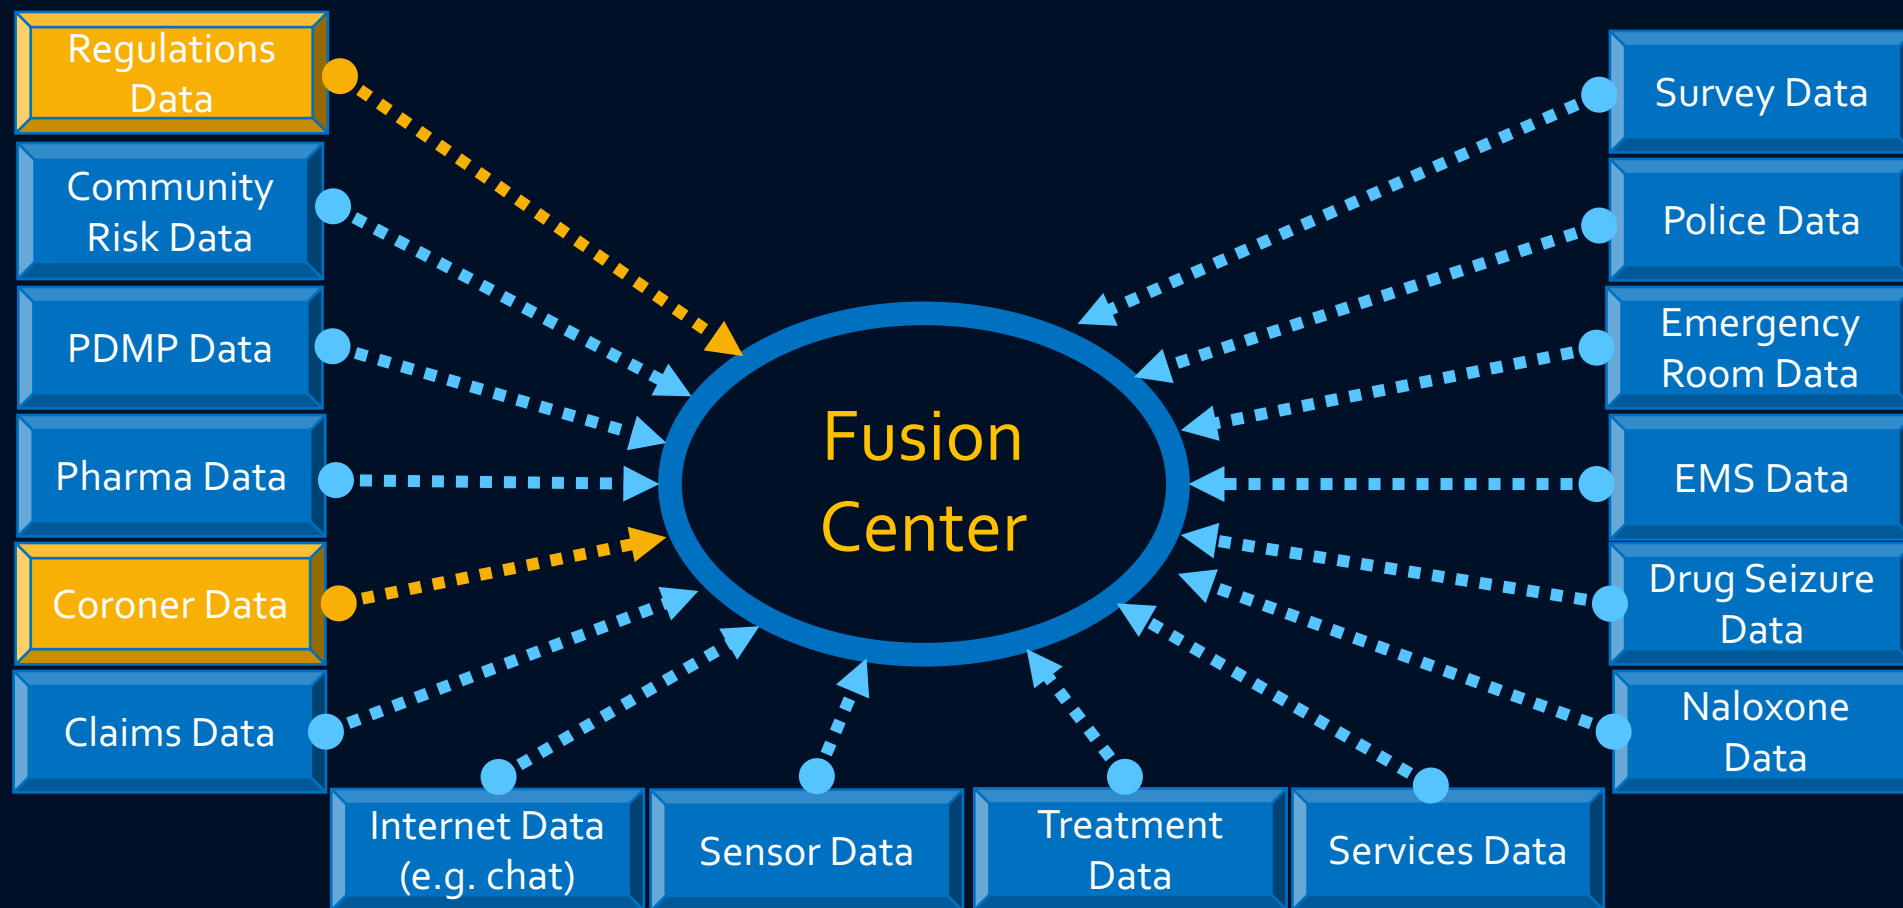 Regulations
Data
Community
Risk Data
PDMP Data
Pharma Data
Coroner Data
Claims Data
Fusion
Center
Survey Data
Police Data
Emergency
Room Data
EMS Data
Drug Seizure
Data
Naloxone
Data
Internet Data
(e.g. chat)
Sensor Data
Treatment
Data
Services Data